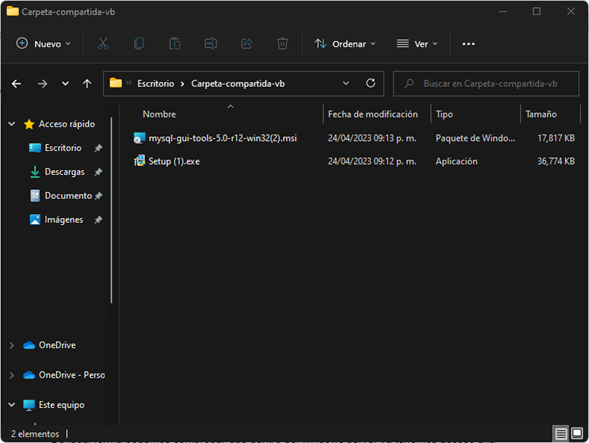 Carpeta-compartida-vb
Nuevo Ordenar Ver
Escritorio Carpeta-compartida-vb Buscar en Carpeta-compartida-vb
Nombre Fecha de modificación Tipo Tamaño
Acceso rápido
mysql-gui-tools-5.0-r12-win32(2).msi 24/04/2023 09:13 p. m. Paquete de Windo... 17,817 KB
Escritorio
Setup (1).exe 24/04/2023 09:12 p. m. Aplicación 36,774 KB
Descargas
Documento
Imágenes
OneDrive
OneDrive - Perso
Este equipo
2 elementos